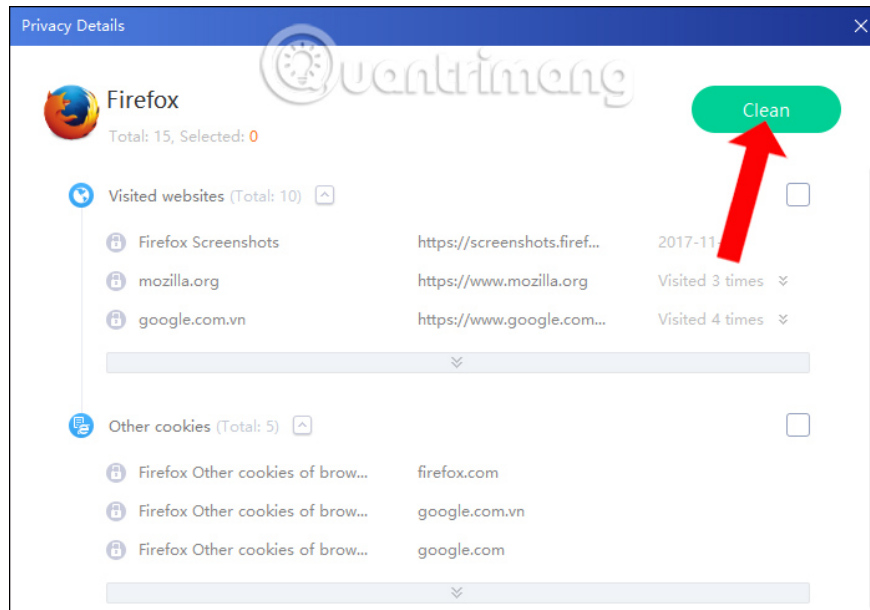 Privacy Details
Quantrimang
Firefox
Clean
Total: 15, Selected: 0
Visited websites (Total: 10)
Firefox Screenshots https://screenshots.firef... 2017-11-
mozilla.org https://www.mozilla.org Visited 3 times
google.com.vn https://www.google.com... Visited 4 times
Other cookies (Total: 5)
Firefox Other cookies of brow... firefox.com
Firefox Other cookies of brow... google.com.vn
Firefox Other cookies of brow... google.com